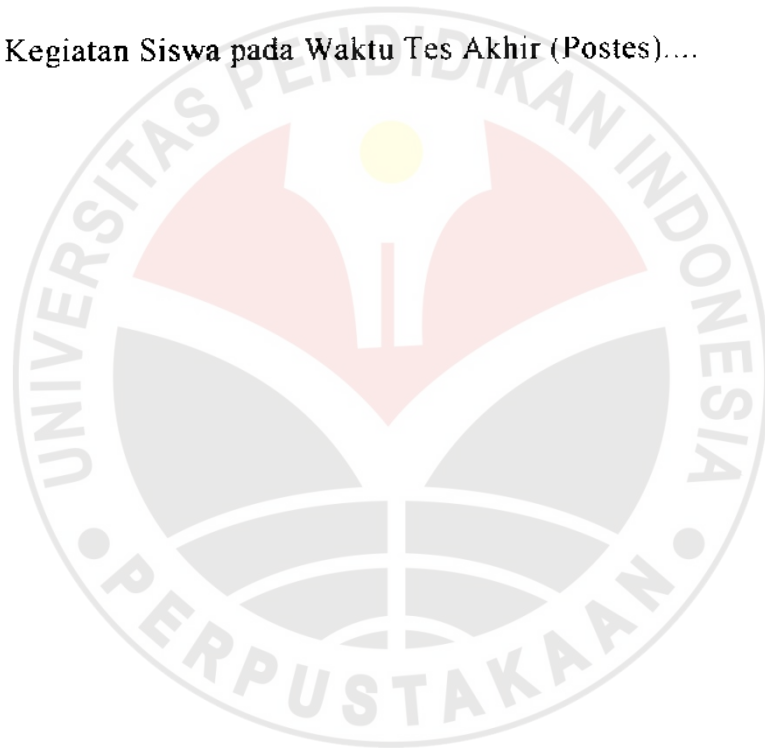 Kegiatan Siswa pada Waktu Tes Akhir (Postes)....
UNIVERSITAS PENDIDIKAN INDONESIA
PERPUSTAKAAN